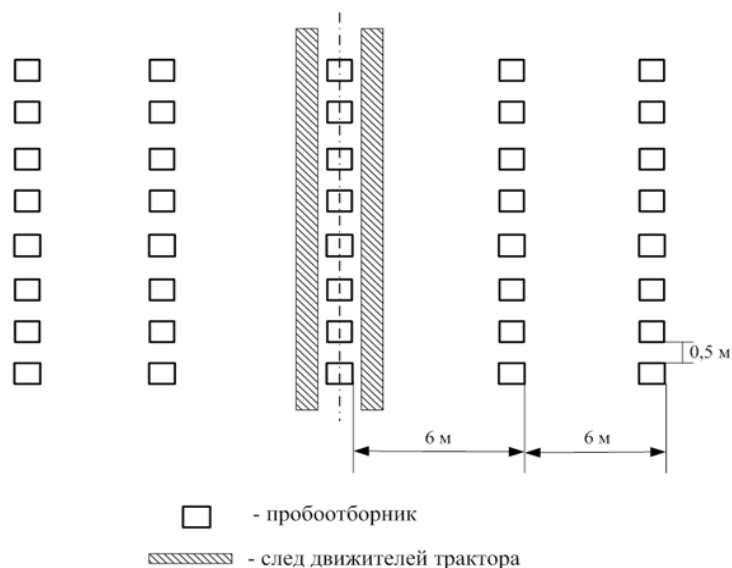 0,5 м
6 м
6 м
- пробоотборник
- след движителей трактора